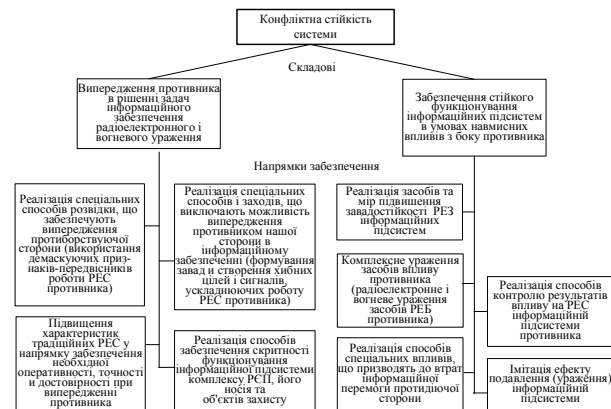 Конфліктна стійкість
системи
Складові
Випередження противника
в рішенні задач
інформаційного
забезпечення
радіоелектронного і
вогневого ураження
Забезпечення стійкого
функціонування
інформаційних підсистем
в умовах навмисних
впливів з боку противника
Напрямки забезпечення
Реалізація спеціальних
способів розвідки, що
забезпечують
випередження
протиборствуючої
сторони (використання
демаскуючих приз-
наків-передвісників
роботи РЕС
противника)
Реалізація спеціальних
способів і заходів, що
виключають можливість
випередження
противником нашої
сторони в
інформаційному
забезпеченні (формування
завад и створення хибних
цілей и сигналів,
ускладнюючих роботу
РЕС противника)
Реалізація засобів та
мір підвишення
завадостійкості РЕЗ
інформаційних
підсистем
Комплексне ураження
засобів впливу
противника
(радіоелектронне і
вогневе ураження
засобів РЕБ
противника)
Реалізація способів
контролю результатів
впливу на РЕС
інформаційній
підсистеми
противника
Підвищення
характеристик
традиційних РЕС у
напрямку забезпечення
необхідної
оперативності, точності
и достовірності при
випередженні
противника
Реалізація способів
забезпечення скритності
функціонування
інформаційної підсистеми
комплексу РЄП, його
носія та
об'єктів захисту
Реалізація способів
спеціальних впливів,
що призводять до втрат
інформаційної
перемоги протидіючої
сторони
Імітація ефекту
подавлення (ураження)
інформаційній
підсистеми